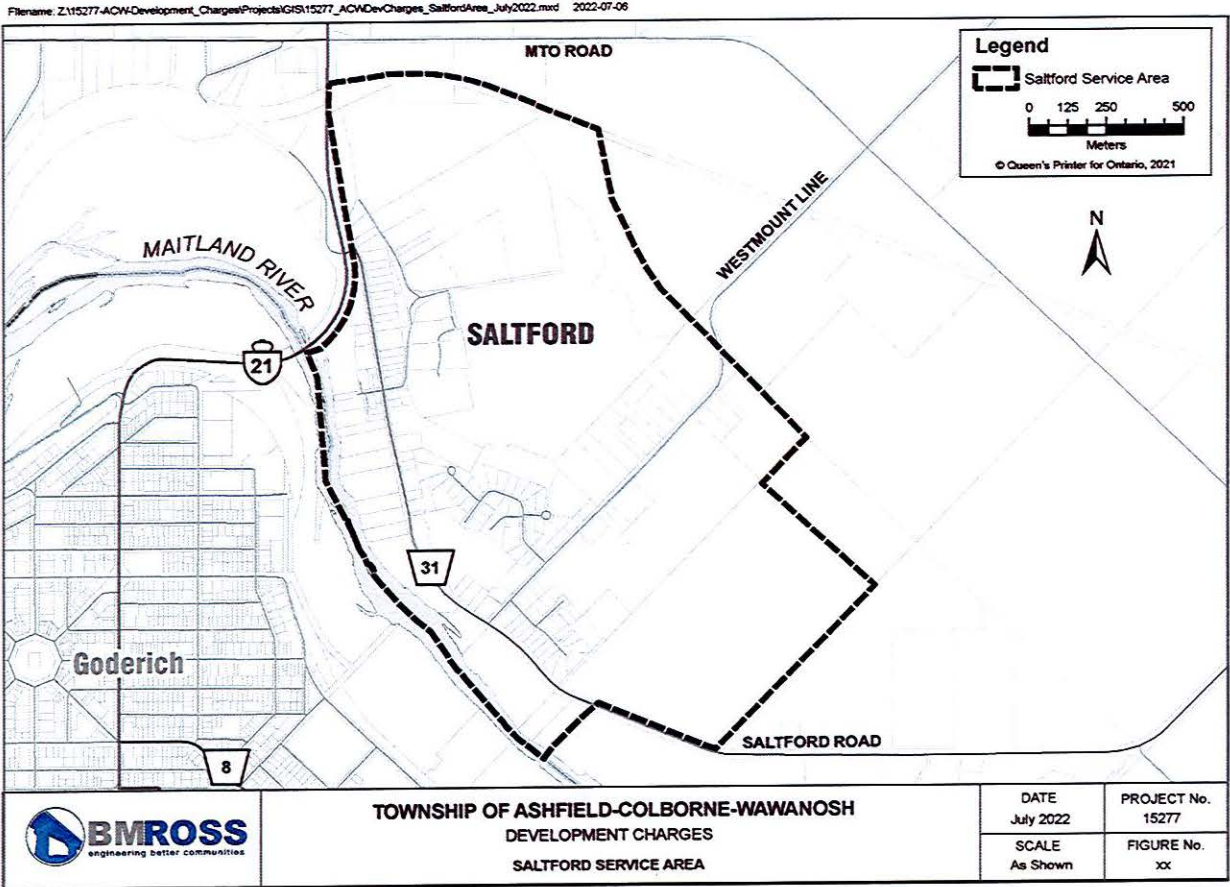 Filename: Z:\15277-ACW-Development_Charges\Projects\GIS\15277_ACWDevCharges_SaltfordArea_July2022.mxd 2022-07-06
MTO ROAD
Legend
Saltford Service Area
0 125 250 500
Meters
© Queen's Printer for Ontario, 2021
N
WESTMOUNT LINE
MAITLAND RIVER
SALTFORD
21
31
Goderich
SALTFORD ROAD
8
BMROSS
engineering better communities
TOWNSHIP OF ASHFIELD-COLBORNE-WAWANOSH
DEVELOPMENT CHARGES
SALTFORD SERVICE AREA
DATE
July 2022
PROJECT No.
15277
SCALE
As Shown
FIGURE No.
xx